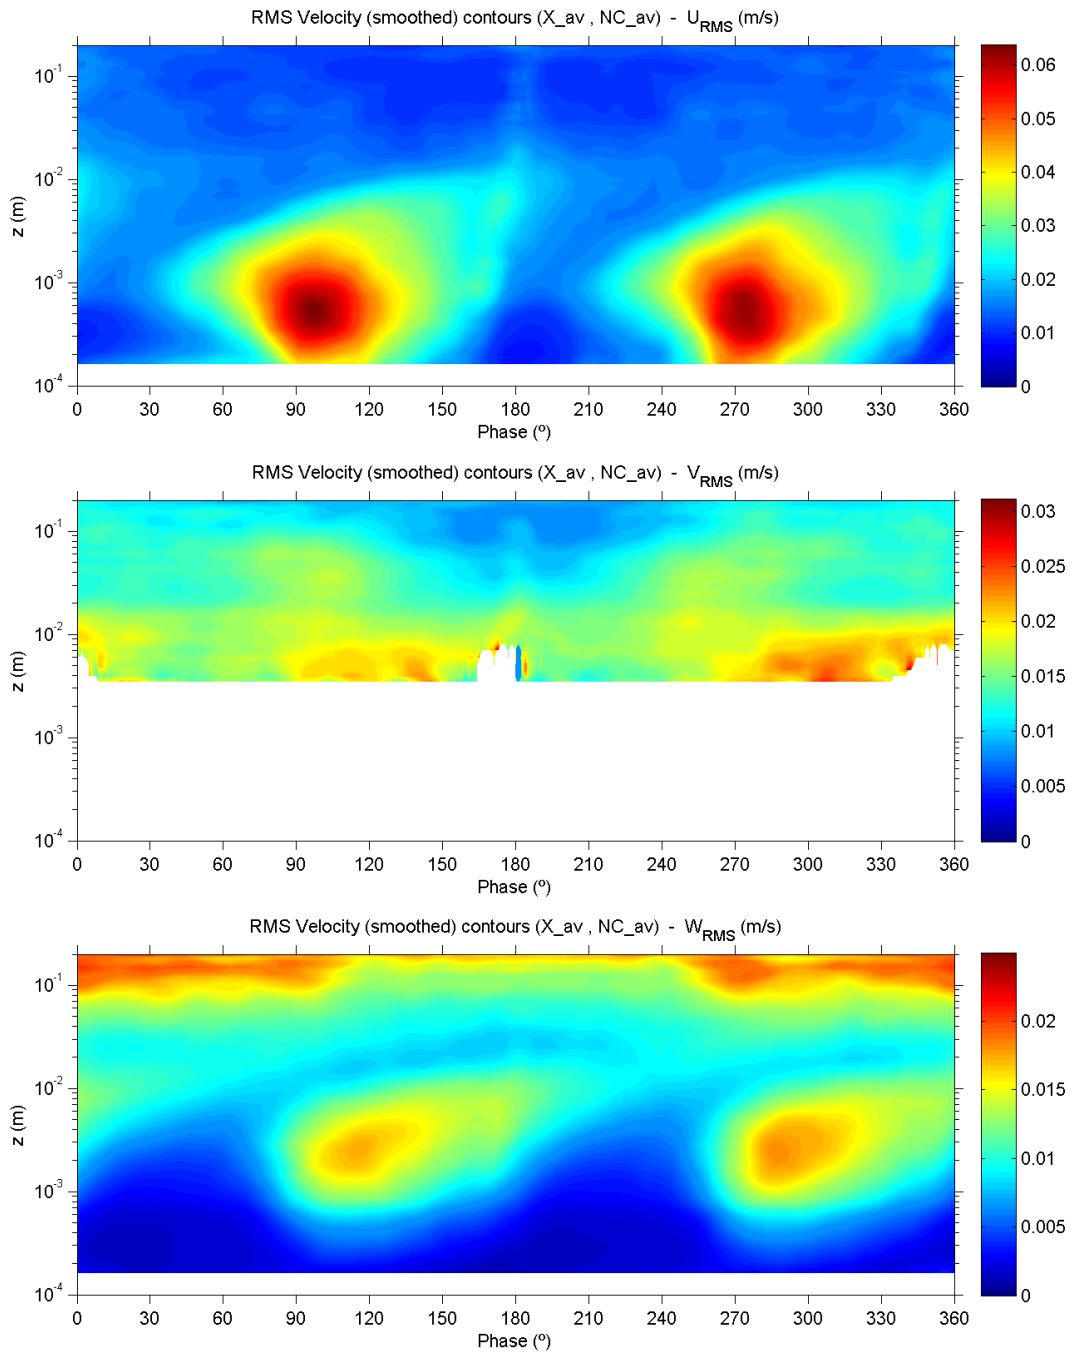 RMS Velocity (smoothed) contours (X_av , NC_av) - U_RMS (m/s)
10^-1
10^-2
10^-3
10^-4
z (m)
0 30 60 90 120 150 180 210 240 270 300 330 360
Phase (º)
0.06
0.05
0.04
0.03
0.02
0.01
0
RMS Velocity (smoothed) contours (X_av , NC_av) - V_RMS (m/s)
10^-1
10^-2
10^-3
10^-4
z (m)
0 30 60 90 120 150 180 210 240 270 300 330 360
Phase (º)
0.03
0.025
0.02
0.015
0.01
0.005
0
RMS Velocity (smoothed) contours (X_av , NC_av) - W_RMS (m/s)
10^-1
10^-2
10^-3
10^-4
z (m)
0 30 60 90 120 150 180 210 240 270 300 330 360
Phase (º)
0.02
0.015
0.01
0.005
0